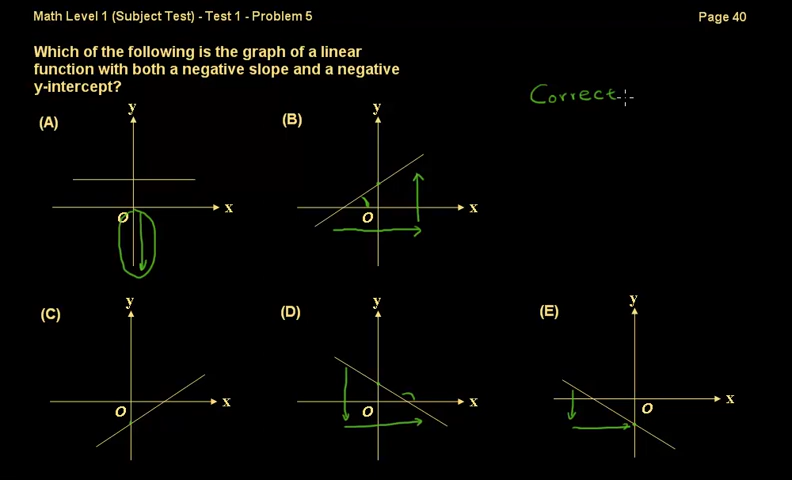 Math Level 1 (Subject Test) - Test 1 - Problem 5
Page 40
Which of the following is the graph of a linear
function with both a negative slope and a negative
y-intercept?
Correct
(A)
y
x
O
(B)
y
x
O
(C)
y
x
O
(D)
y
x
O
(E)
y
x
O